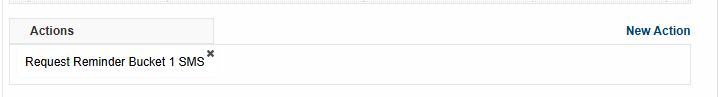 Actions
New Action
Request Reminder Bucket 1 SMS